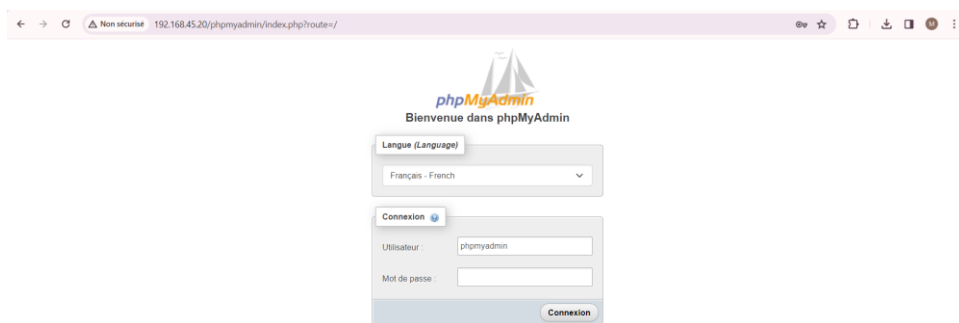 Non sécurisé 192.168.45.20/phpmyadmin/index.php?route=/
M
phpMyAdmin
Bienvenue dans phpMyAdmin
Langue (Language)
Français - French
Connexion
Utilisateur :
phpmyadmin
Mot de passe :
Connexion